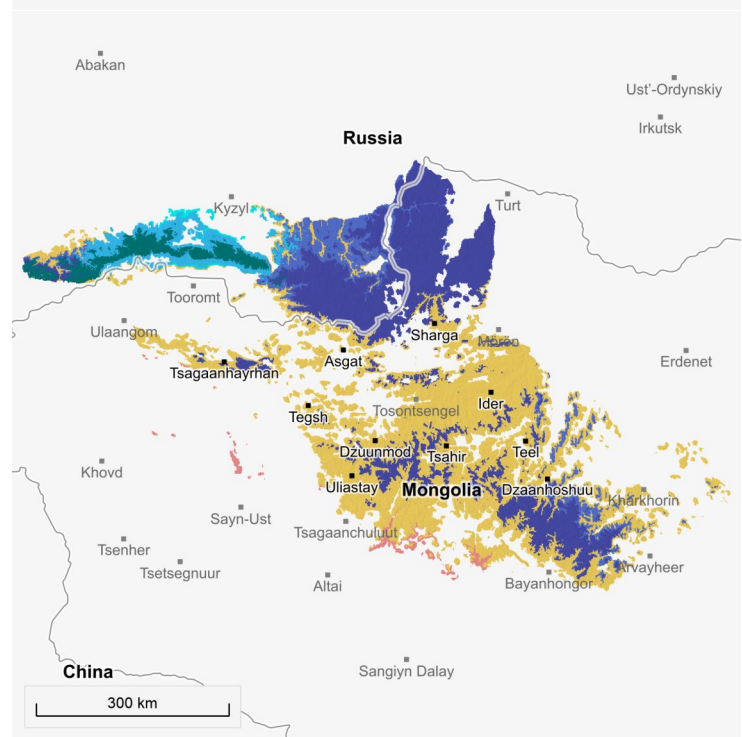 Abakan
Ust'-Ordynskiy
Irkutsk
Russia
Kyzyl
Turt
Tooromt
Ulaangom
Sharga
Mörön
Asgat
Erdenet
Tsagaanhayrhan
Ider
Tegsh
Tosontsengel
Dzuunmod
Tsahir
Teel
Khovd
Uliastay
Mongolia
Dzaanhoshuu
Kharkhorin
Sayn-Ust
Tsagaanchuluut
Tsenher
Tsetsegnuur
Altai
Bayanhongor
Arvayheer
Sangiyn Dalay
China
300 km